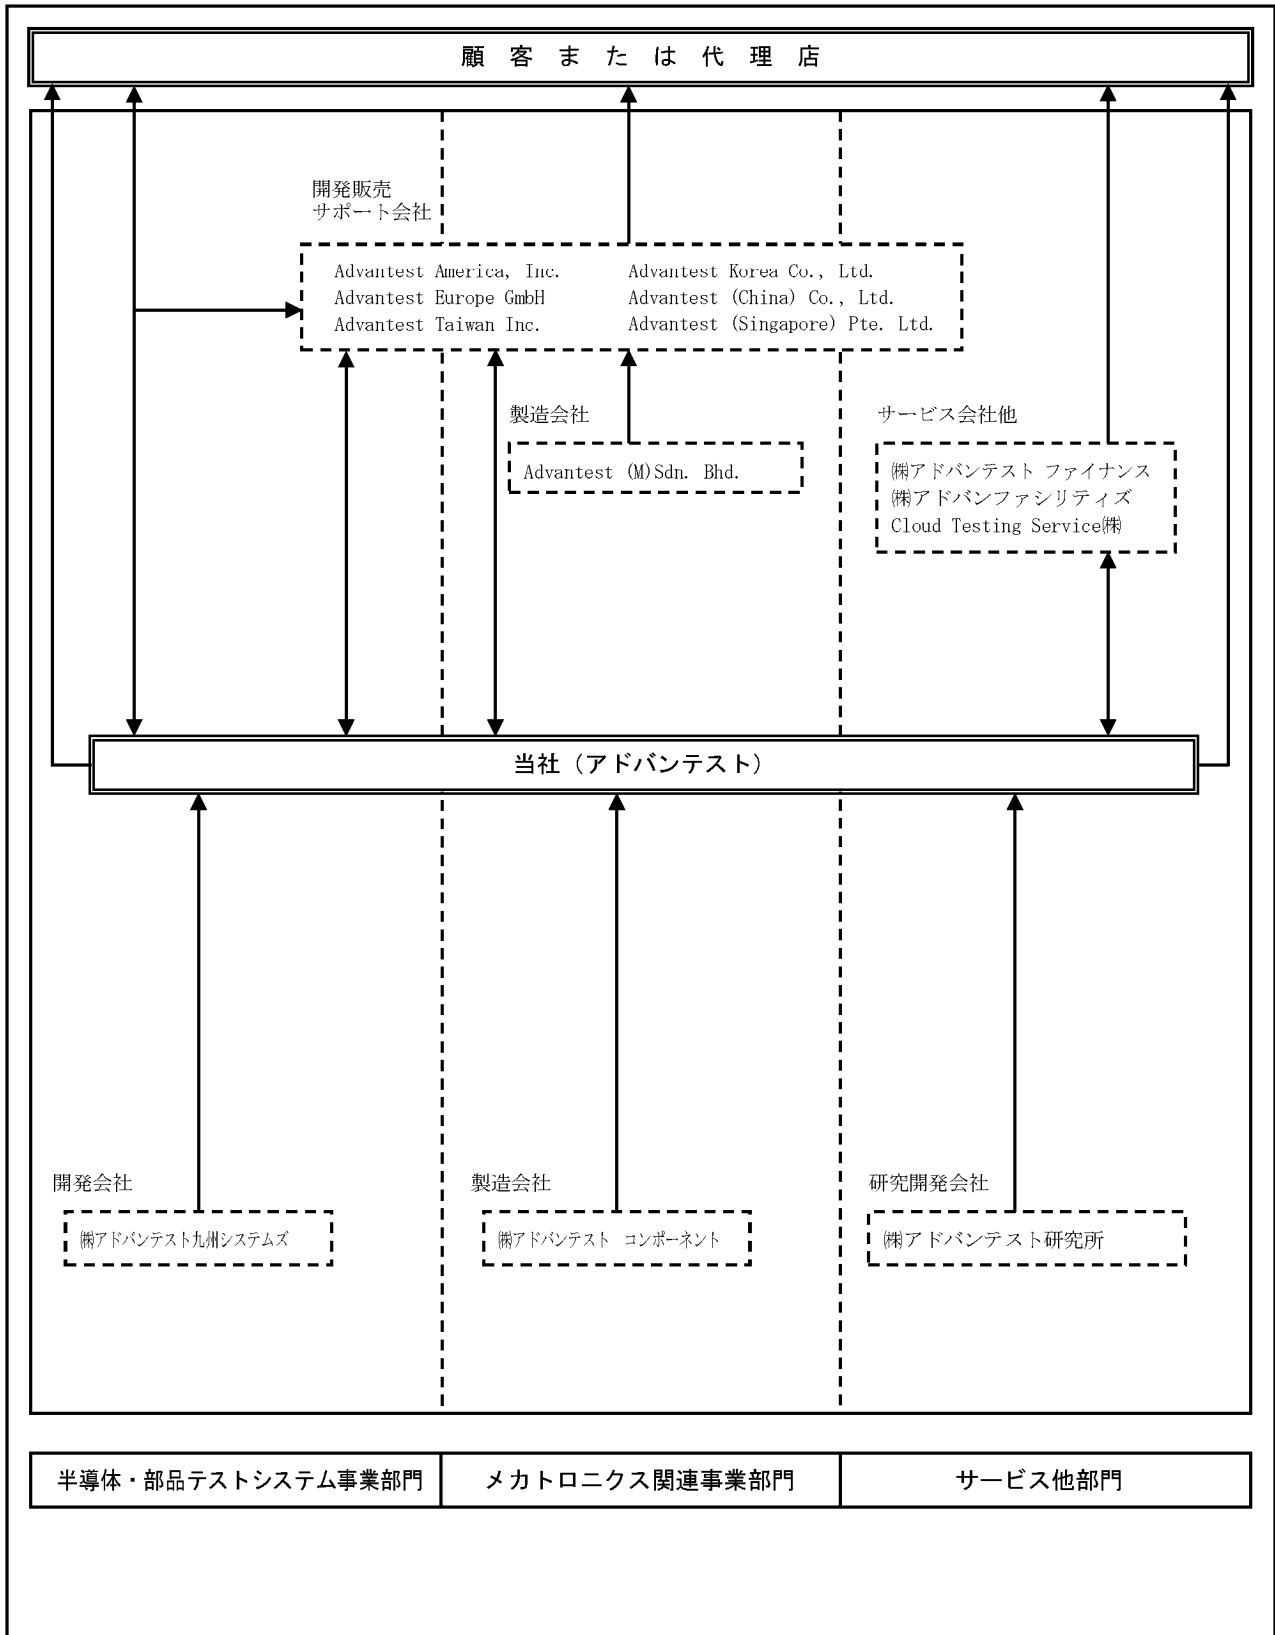 顧客または代理店
開発販売
サポート会社
Advantest America, Inc.
Advantest Europe GmbH
Advantest Taiwan Inc.
Advantest Korea Co., Ltd.
Advantest (China) Co., Ltd.
Advantest (Singapore) Pte. Ltd.
製造会社
Advantest (M)Sdn. Bhd.
サービス会社他
㈱アドバンテスト ファイナンス
㈱アドバンファシリティズ
Cloud Testing Service㈱
当社（アドバンテスト）
開発会社
㈱アドバンテスト九州システムズ
製造会社
㈱アドバンテスト コンポーネント
研究開発会社
㈱アドバンテスト研究所
半導体・部品テストシステム事業部門
メカトロニクス関連事業部門
サービス他部門